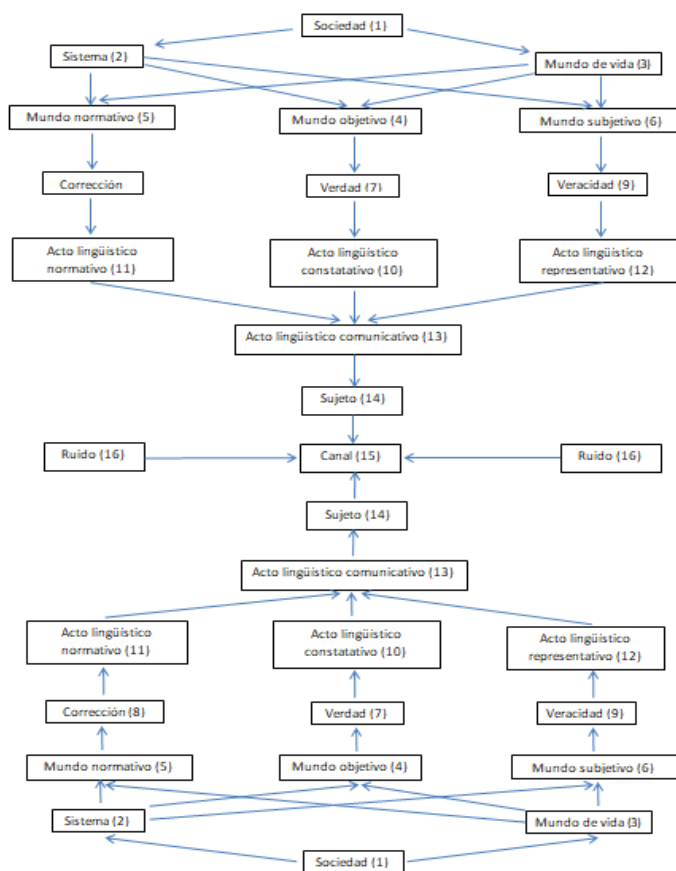 Sociedad (1)
Sistema (2)
Mundo de vida (3)
Mundo normativo (5)
Mundo objetivo (4)
Mundo subjetivo (6)
Corrección
Verdad (7)
Veracidad (9)
Acto lingüístico
normativo (11)
Acto lingüístico
constatativo (10)
Acto lingüístico
representativo (12)
Acto lingüístico comunicativo (13)
Sujeto (14)
Ruido (16)
Canal (15)
Ruido (16)
Sujeto (14)
Acto lingüístico comunicativo (13)
Acto lingüístico
normativo (11)
Acto lingüístico
constatativo (10)
Acto lingüístico
representativo (12)
Corrección (8)
Verdad (7)
Veracidad (9)
Mundo normativo (5)
Mundo objetivo (4)
Mundo subjetivo (6)
Sistema (2)
Mundo de vida (3)
Sociedad (1)